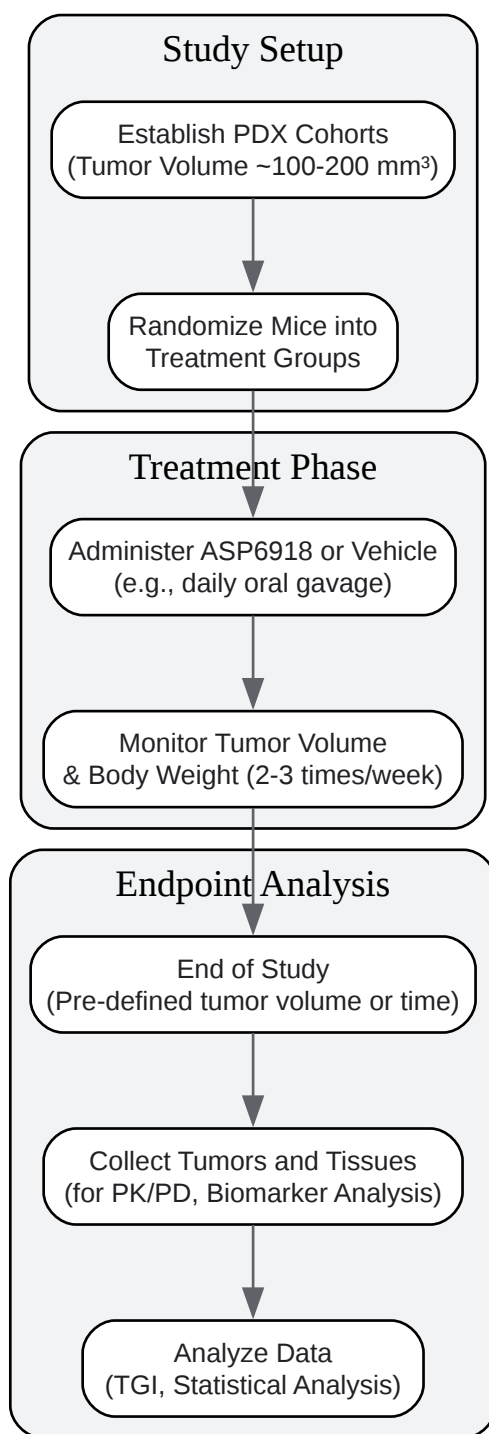 Study Setup
Establish PDX Cohorts
(Tumor Volume ~100-200 mm³)
Randomize Mice into
Treatment Groups
Treatment Phase
Administer ASP6918 or Vehicle
(e.g., daily oral gavage)
Monitor Tumor Volume
& Body Weight (2-3 times/week)
Endpoint Analysis
End of Study
(Pre-defined tumor volume or time)
Collect Tumors and Tissues
(for PK/PD, Biomarker Analysis)
Analyze Data
(TGI, Statistical Analysis)